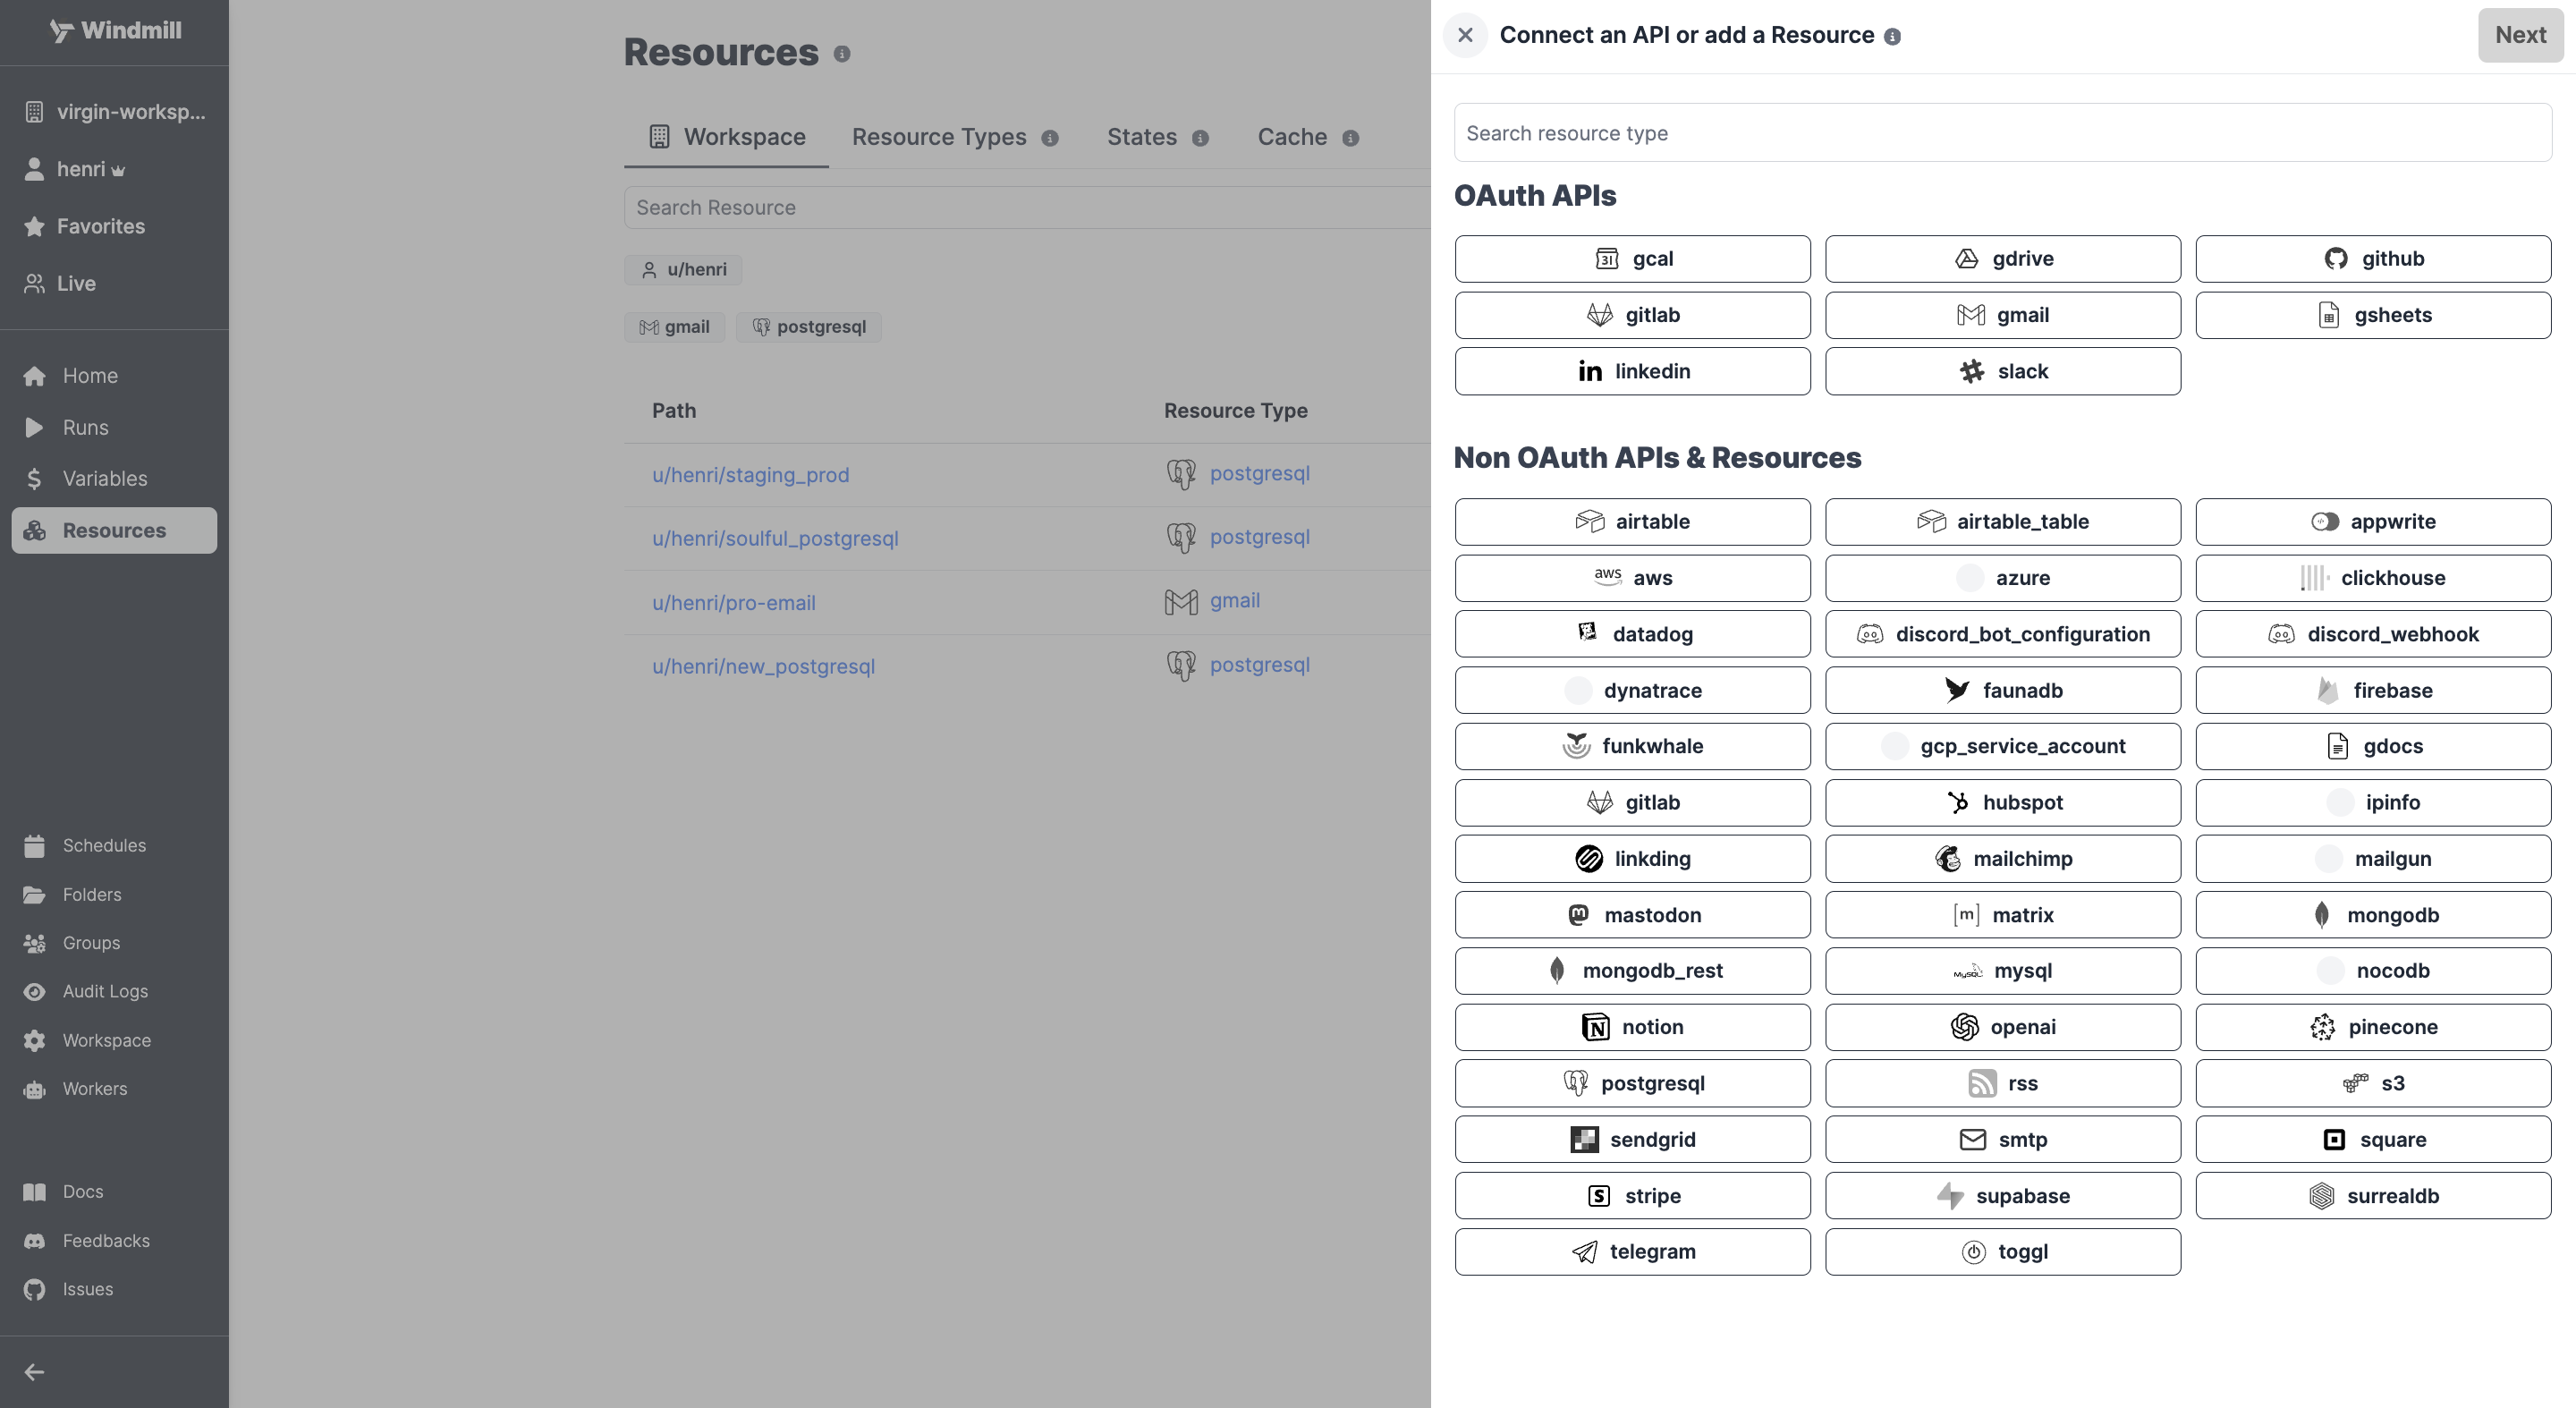 Windmill
virgin-worksp...
henri
Favorites
Live
Home
Runs
Variables
Resources
Schedules
Folders
Groups
Audit Logs
Workspace
Workers
Docs
Feedbacks
Issues
Resources
Workspace Resource Types States Cache
Search Resource
u/henri
gmail postgresql
Path Resource Type
u/henri/staging_prod postgresql
u/henri/soulful_postgresql postgresql
u/henri/pro-email gmail
u/henri/new_postgresql postgresql
Connect an API or add a Resource Next
Search resource type
OAuth APIs
gcal gdrive github
gitlab gmail gsheets
linkedin slack
Non OAuth APIs & Resources
airtable airtable_table appwrite
aws azure clickhouse
datadog discord_bot_configuration discord_webhook
dynatrace faunadb firebase
funkwhale gcp_service_account gdocs
gitlab hubspot ipinfo
linkding mailchimp mailgun
mastodon matrix mongodb
mongodb_rest mysql nocodb
notion openai pinecone
postgresql rss s3
sendgrid smtp square
stripe supabase surrealdb
telegram toggl